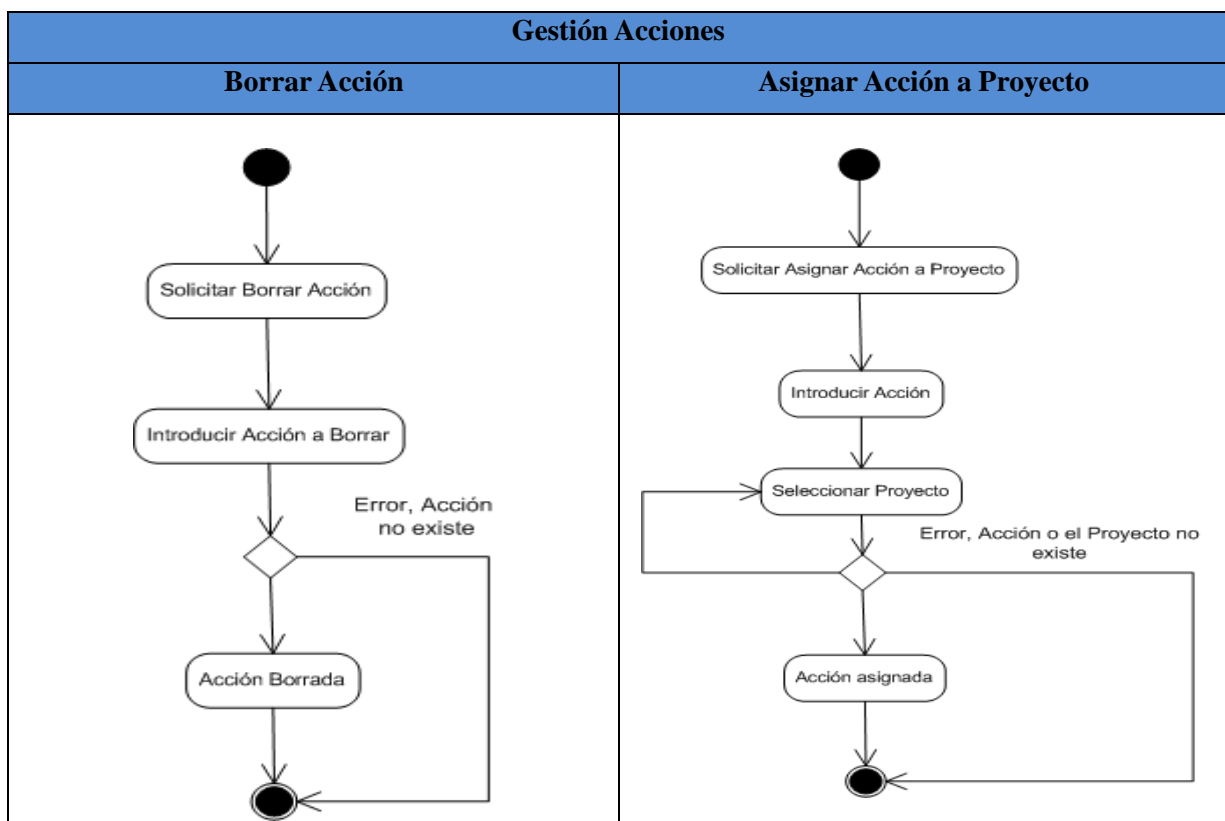 Gestión Acciones
Borrar Acción
Asignar Acción a Proyecto
Solicitar Borrar Acción
Introducir Acción a Borrar
Error, Acción
no existe
Acción Borrada
Solicitar Asignar Acción a Proyecto
Introducir Acción
Seleccionar Proyecto
Error, Acción o el Proyecto no
existe
Acción asignada